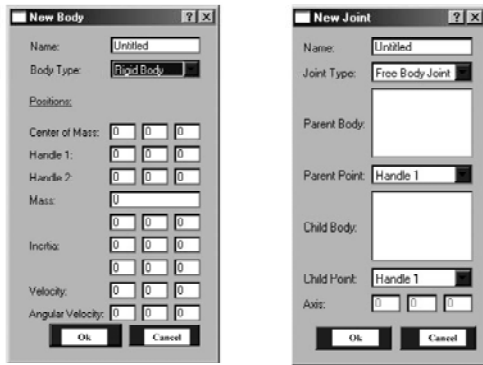 New Body
Name: Untitled
Body Type: Rigid Body
Positions:
Center of Mass: 0 0 0
Handle 1: 0 0 0
Handle 2: 0 0 0
Mass: 0
0 0 0
Inertia: 0 0 0
0 0 0
Velocity: 0 0 0
Angular Velocity: 0 0 0
Ok Cancel
New Joint
Name: Untitled
Joint Type: Free Body Joint
Parent Body:
Parent Point: Handle 1
Child Body:
Child Point: Handle 1
Axis: 0 0 0
Ok Cancel